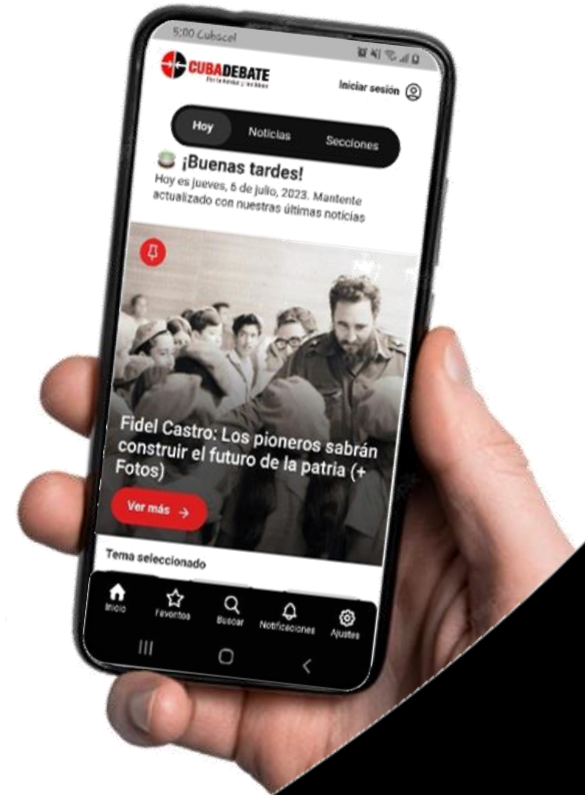 5:00 Cubacel
CUBADEBATE
Iniciar sesión
Hoy
Noticias
Secciones
¡Buenas tardes!
Hoy es jueves, 6 de julio, 2023. Mantente
actualizado con nuestras últimas noticias
Fidel Castro: Los pioneros sabrán
construir el futuro de la patria (+
Fotos)
Ver más →
Tema seleccionado
Inicio
Favoritos
Buscar
Notificaciones
Ajustes